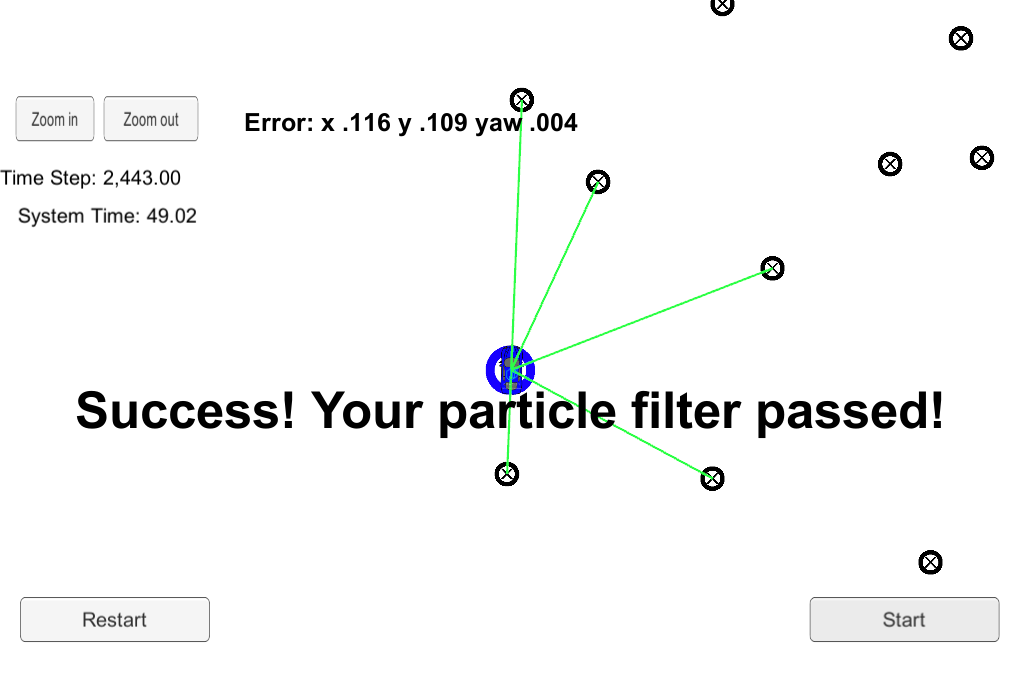 Zoom in
Zoom out
Error: x .116 y .109 yaw .004
Time Step: 2,443.00
System Time: 49.02
Success! Your particle filter passed!
Restart
Start